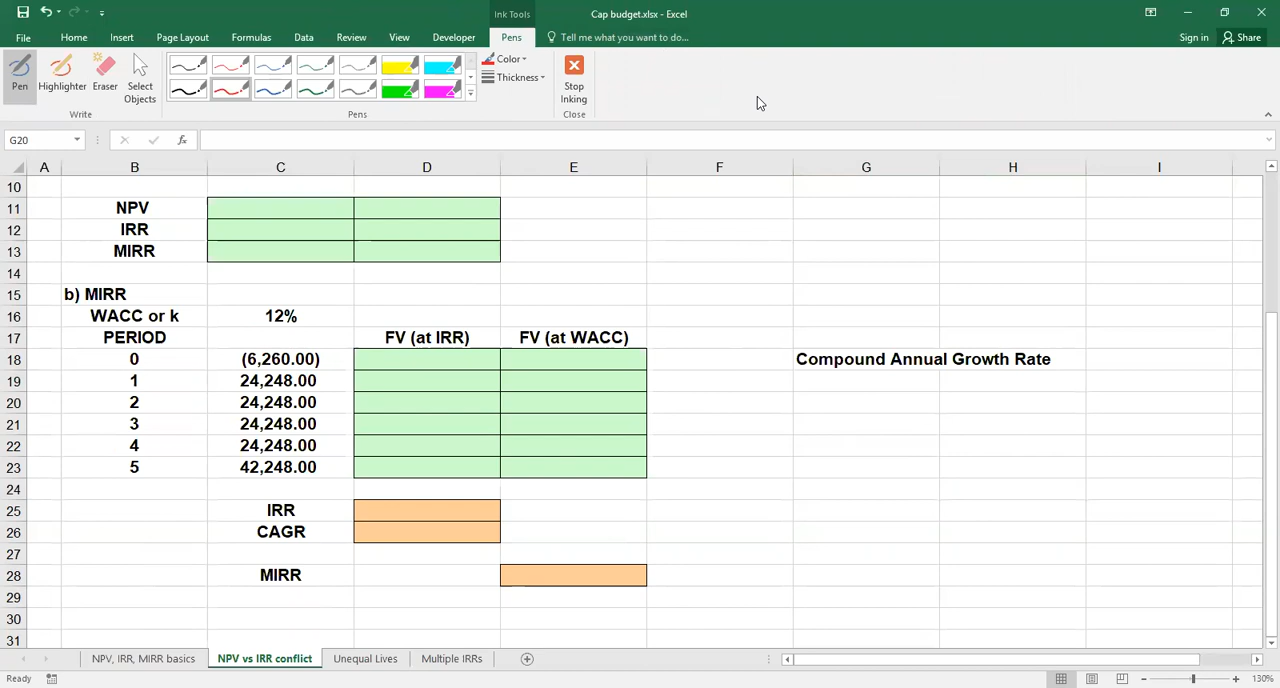 Ink Tools
Cap budget.xlsx - Excel
File Home Insert Page Layout Formulas Data Review View Developer Pens Tell me what you want to do... Sign in Share
Pen Highlighter Eraser Select Objects
Color
Thickness
Stop Inking
Write Pens Close
G20 fx
A B C D E F G H I
10
11 NPV
12 IRR
13 MIRR
14
15 b) MIRR
16 WACC or k 12%
17 PERIOD FV (at IRR) FV (at WACC)
18 0 (6,260.00) Compound Annual Growth Rate
19 1 24,248.00
20 2 24,248.00
21 3 24,248.00
22 4 24,248.00
23 5 42,248.00
24
25 IRR
26 CAGR
27
28 MIRR
29
30
31
NPV, IRR, MIRR basics NPV vs IRR conflict Unequal Lives Multiple IRRs
Ready 130%